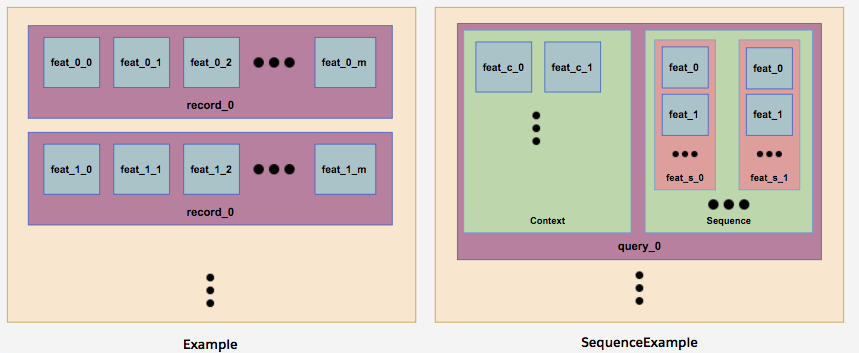 feat_0_0 feat_0_1 feat_0_2 feat_0_m
record_0
feat_1_0 feat_1_1 feat_1_2 feat_1_m
record_0
Example
feat_c_0 feat_c_1
Context
feat_0 feat_0
feat_1 feat_1
feat_s_0 feat_s_1
Sequence
query_0
SequenceExample